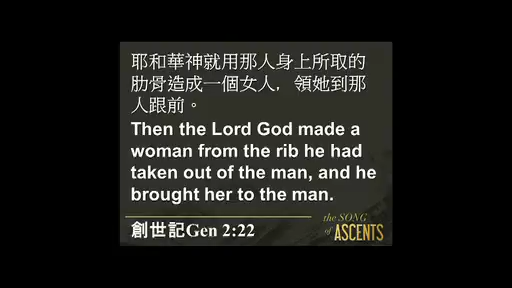 耶和華神就用那人身上所取的
肋骨造成一個女人，領她到那
人跟前。
Then the Lord God made a
woman from the rib he had
taken out of the man, and he
brought her to the man.
創世記Gen 2:22
the SONG
of ASCENTS